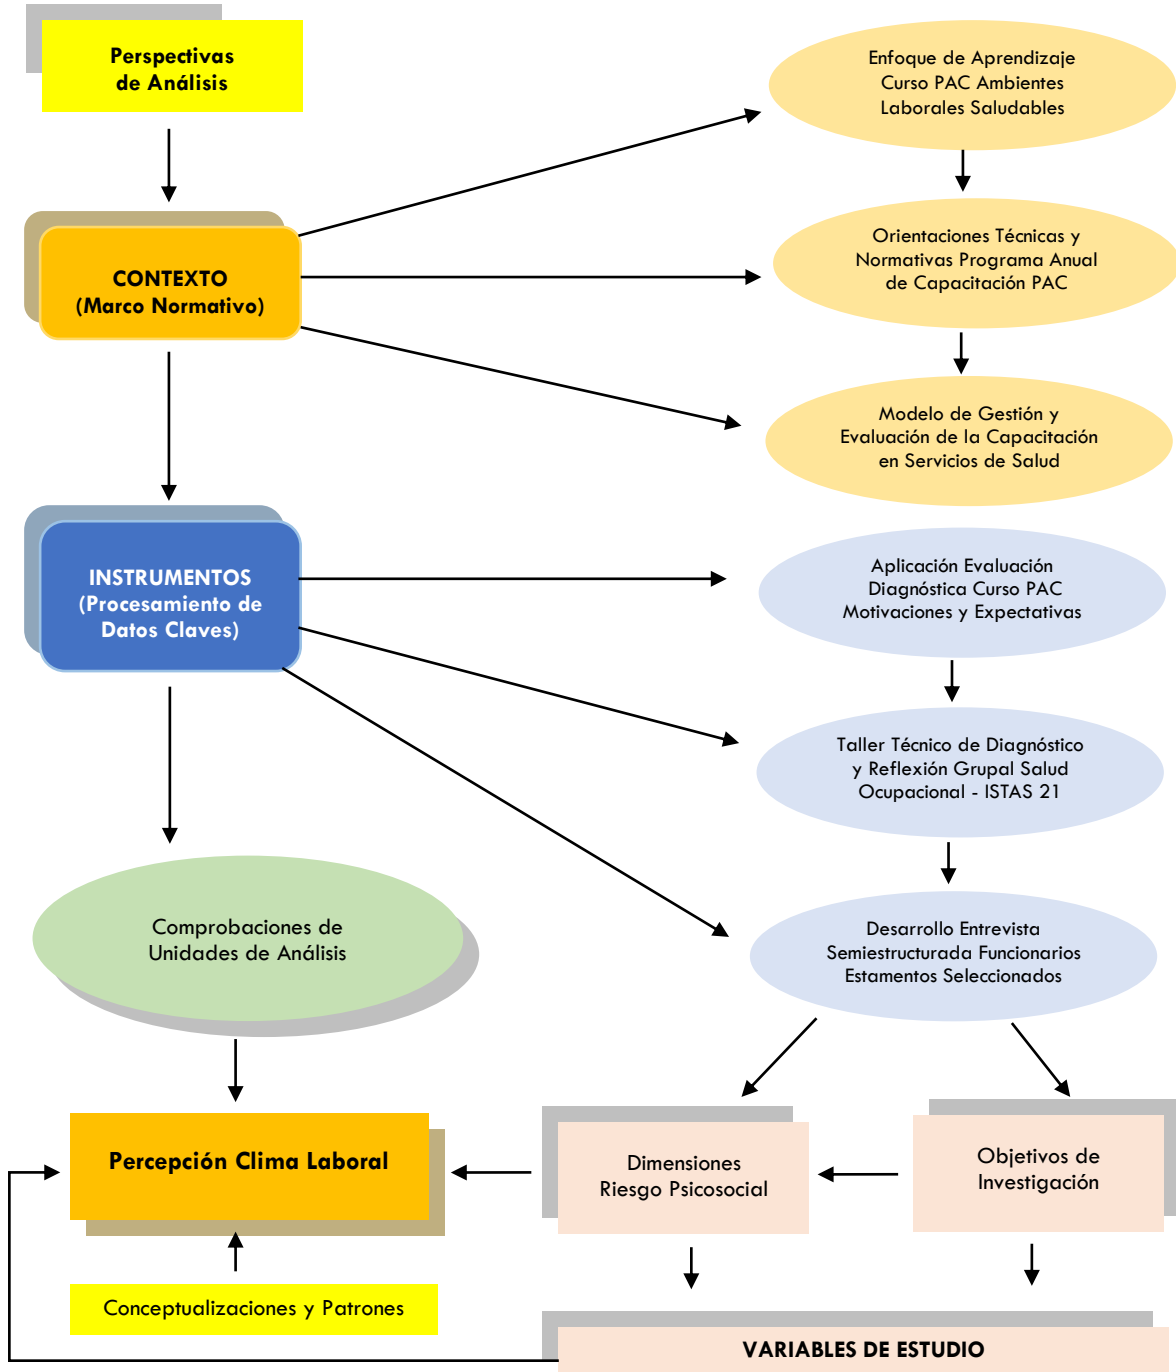 Perspectivas
de Análisis
Enfoque de Aprendizaje
Curso PAC Ambientes
Laborales Saludables
CONTEXTO
(Marco Normativo)
Orientaciones Técnicas y
Normativas Programa Anual
de Capacitación PAC
Modelo de Gestión y
Evaluación de la Capacitación
en Servicios de Salud
INSTRUMENTOS
(Procesamiento de
Datos Claves)
Aplicación Evaluación
Diagnóstica Curso PAC
Motivaciones y Expectativas
Taller Técnico de Diagnóstico
y Reflexión Grupal Salud
Ocupacional - ISTAS 21
Comprobaciones de
Unidades de Análisis
Desarrollo Entrevista
Semiestructurada Funcionarios
Estamentos Seleccionados
Percepción Clima Laboral
Dimensiones
Riesgo Psicosocial
Objetivos de
Investigación
Conceptualizaciones y Patrones
VARIABLES DE ESTUDIO